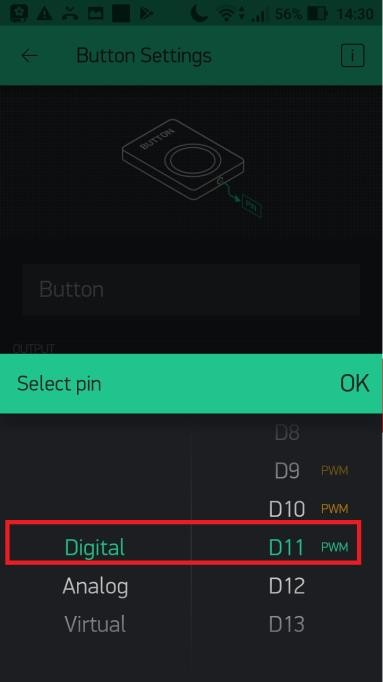 56% 14:30
← Button Settings i
BUTTON
PIN
Button
OUTPUT
Select pin OK
D8
D9 PWM
D10 PWM
Digital D11 PWM
Analog D12
Virtual D13